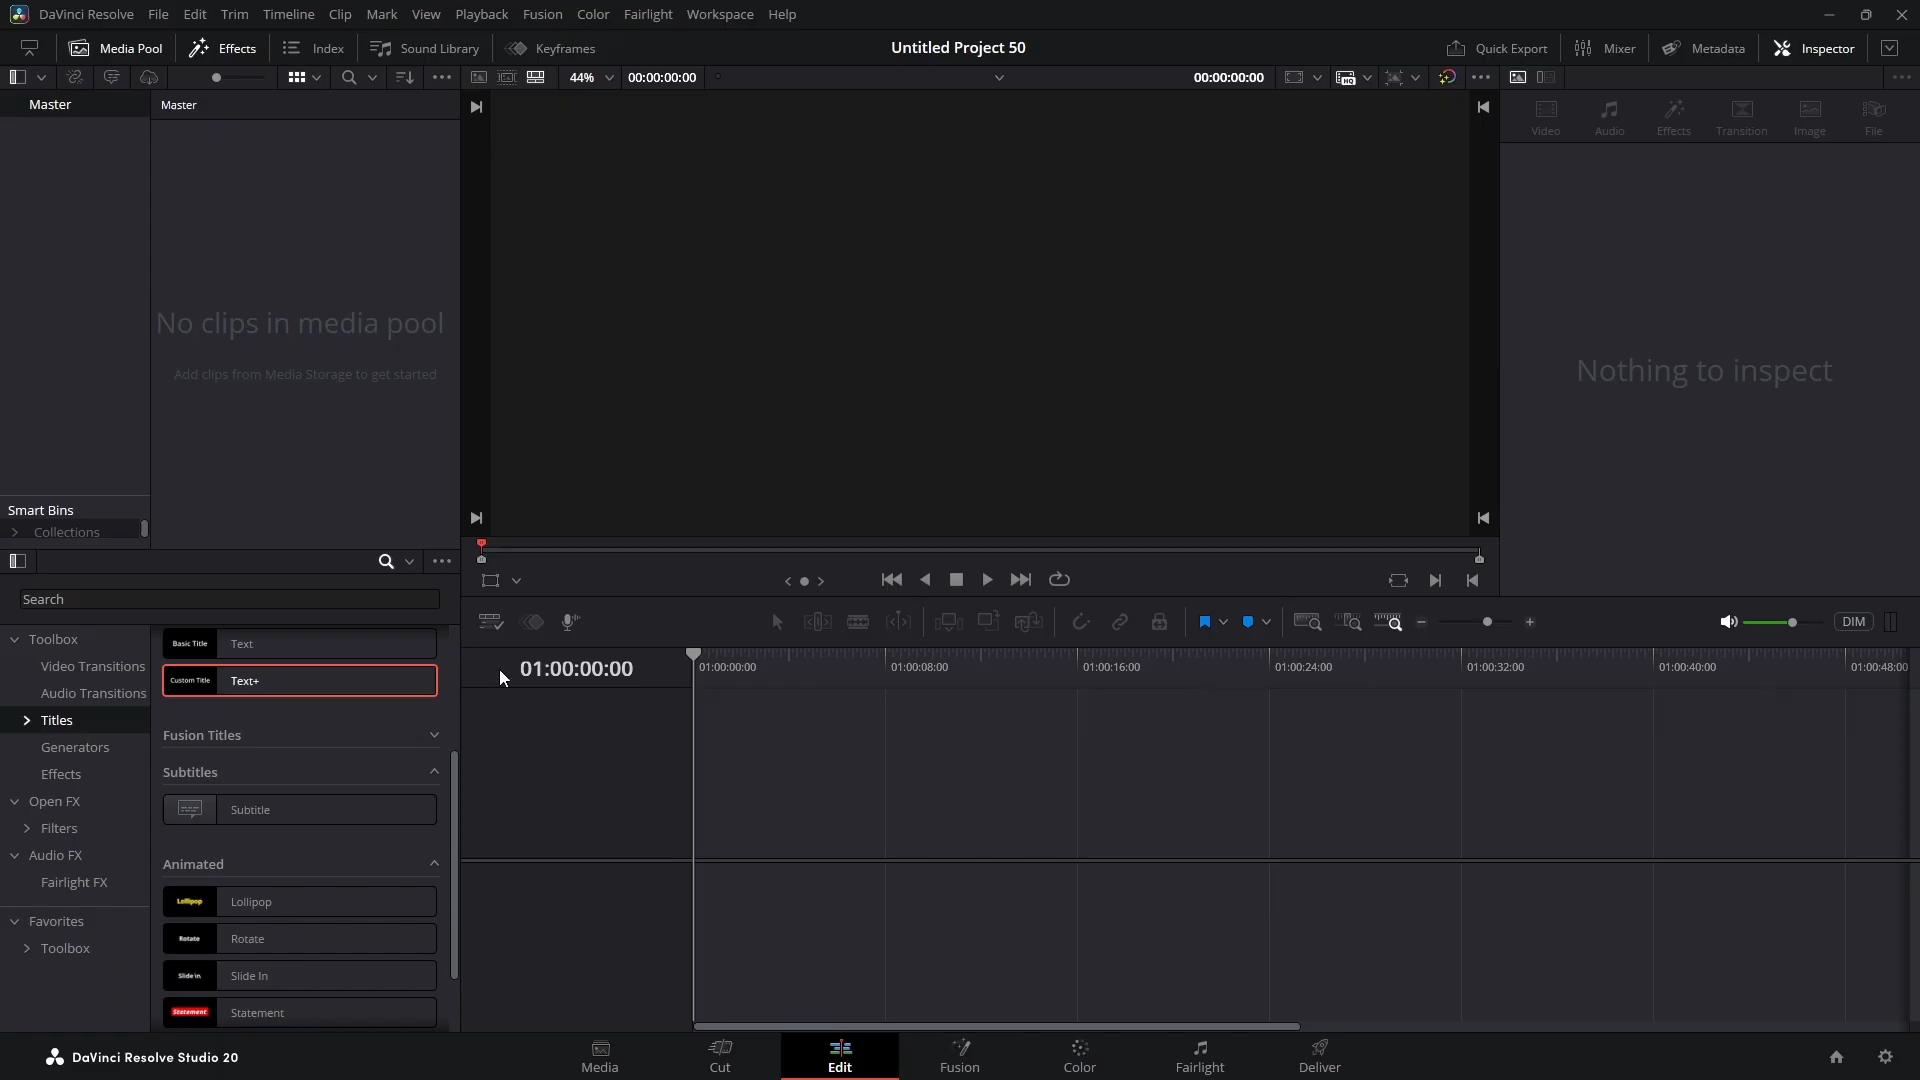 DaVinci Resolve File Edit Trim Timeline Clip Mark View Playback Fusion Color Fairlight Workspace Help
Media Pool Effects Index Sound Library Keyframes Untitled Project 50 Quick Export Mixer Metadata Inspector
44% 00:00:00:00 00:00:00:00
Master Master
Video Audio Effects Transition Image File
No clips in media pool
Add clips from Media Storage to get started
Nothing to inspect
Smart Bins
Collections
Search
DIM
Toolbox
Video Transitions
Audio Transitions
Titles
Generators
Effects
Open FX
Filters
Audio FX
Fairlight FX
Favorites
Toolbox
Basic Title Text
Custom Title Text+
Fusion Titles
Subtitles
Subtitle
Animated
Lollipop Lollipop
Rotate Rotate
Slide In Slide In
Statement Statement
01:00:00:00
01:00:00:00 01:00:08:00 01:00:16:00 01:00:24:00 01:00:32:00 01:00:40:00 01:00:48:00
DaVinci Resolve Studio 20
Media Cut Edit Fusion Color Fairlight Deliver